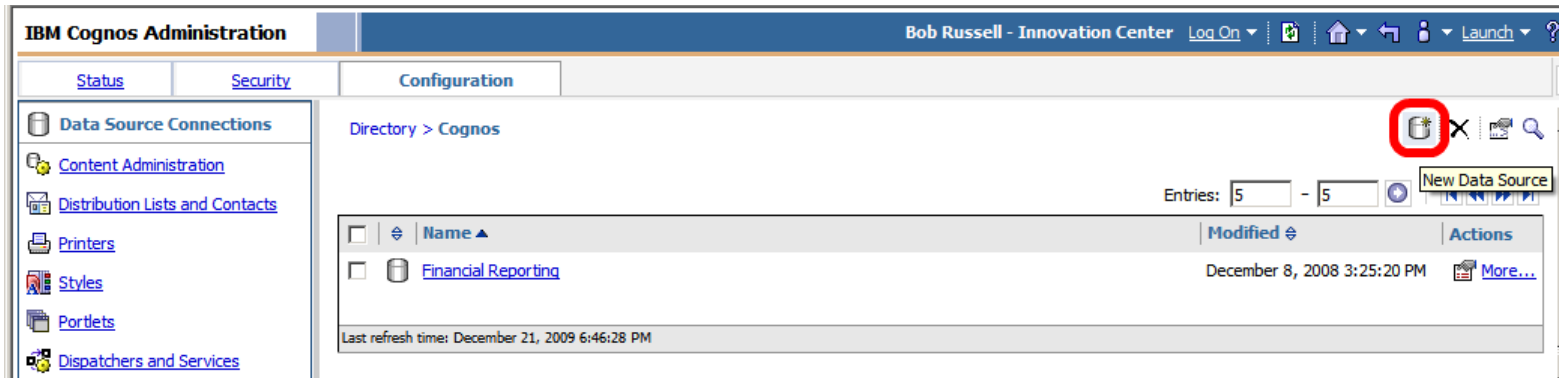 IBM Cognos Administration
Bob Russell - Innovation Center Log On Launch ?
Status Security Configuration
Data Source Connections
Directory > Cognos
Content Administration
New Data Source
Entries: 5 - 5
Distribution Lists and Contacts
Name Modified Actions
Printers
Financial Reporting December 8, 2008 3:25:20 PM More...
Styles
Portlets
Last refresh time: December 21, 2009 6:46:28 PM
Dispatchers and Services